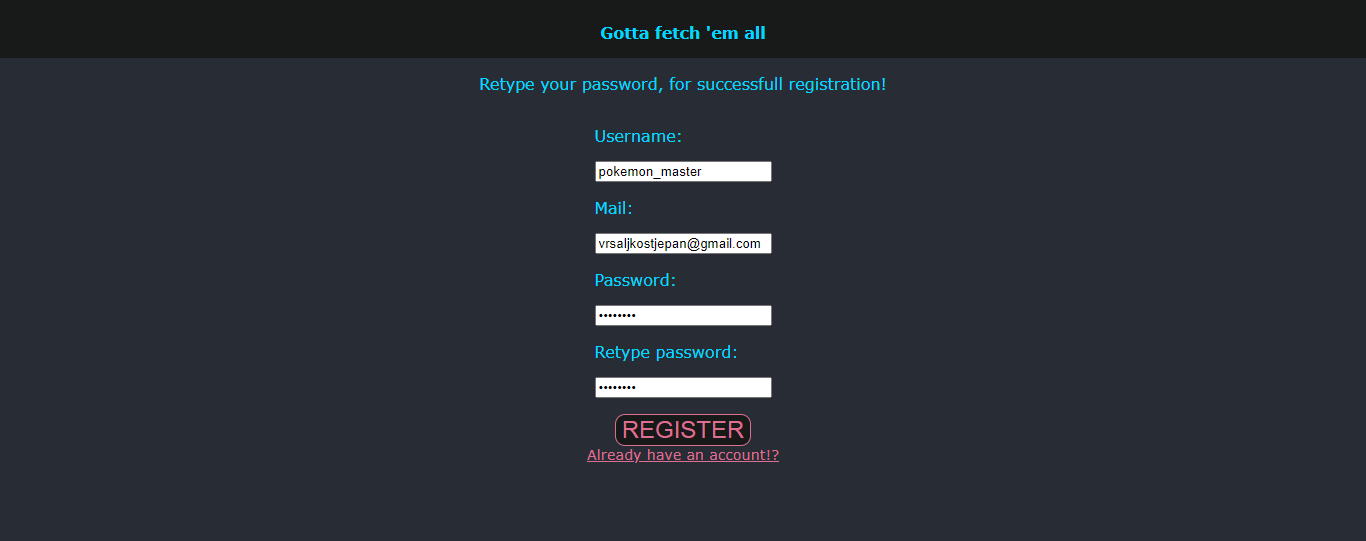 Gotta fetch 'em all
Retype your password, for successfull registration!
Username:
pokemon_master
Mail:
vrsaljkostjepan@gmail.com
Password:
••••••••
Retype password:
••••••••
REGISTER
Already have an account!?